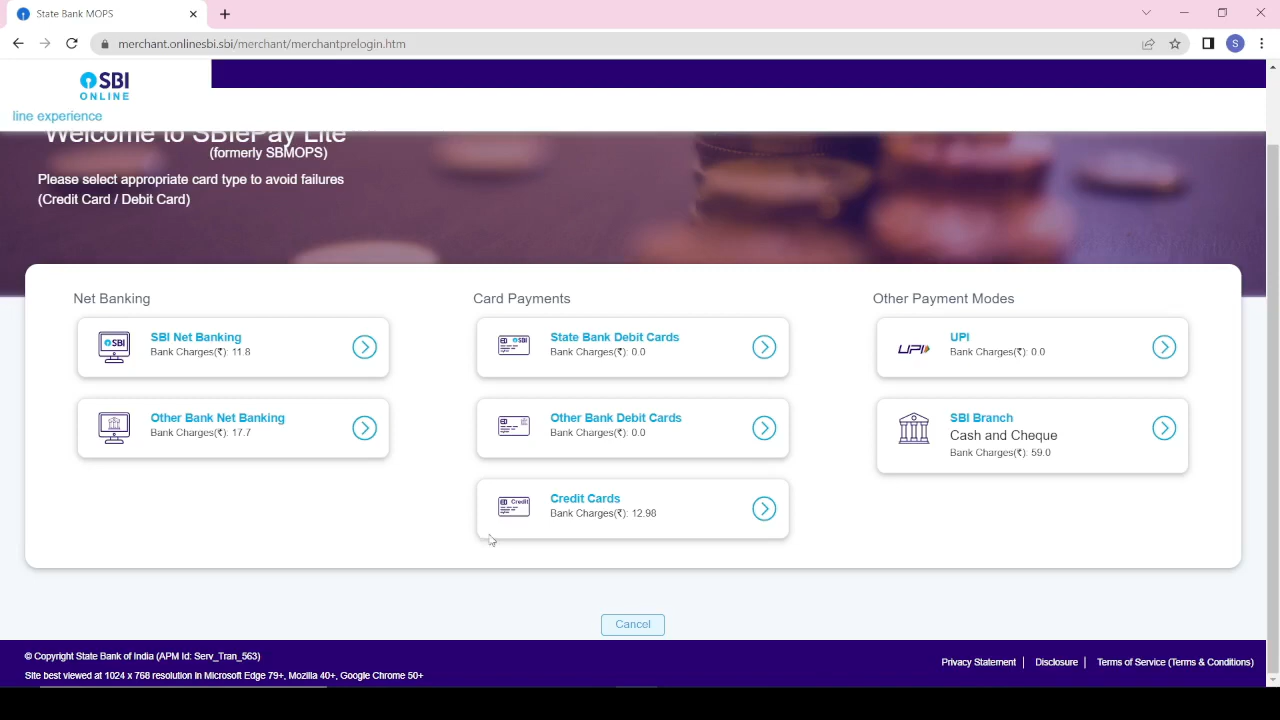 State Bank MOPS
merchant.onlinesbi.sbi/merchant/merchantprelogin.htm
S
SBI
ONLINE
line experience
Welcome to SBIePay Lite
(formerly SBMOPS)
Please select appropriate card type to avoid failures
(Credit Card / Debit Card)
Net Banking
SBI
SBI Net Banking
Bank Charges(₹): 11.8
Other Bank Net Banking
Bank Charges(₹): 17.7
Card Payments
SBI
State Bank Debit Cards
Bank Charges(₹): 0.0
Other Bank Debit Cards
Bank Charges(₹): 0.0
Credit
Credit Cards
Bank Charges(₹): 12.98
Other Payment Modes
UPI
UPI
Bank Charges(₹): 0.0
SBI Branch
Cash and Cheque
Bank Charges(₹): 59.0
Cancel
© Copyright State Bank of India (APM Id: Serv_Tran_563)
Privacy Statement | Disclosure | Terms of Service (Terms & Conditions)
Site best viewed at 1024 x 768 resolution in Microsoft Edge 79+, Mozilla 40+, Google Chrome 50+